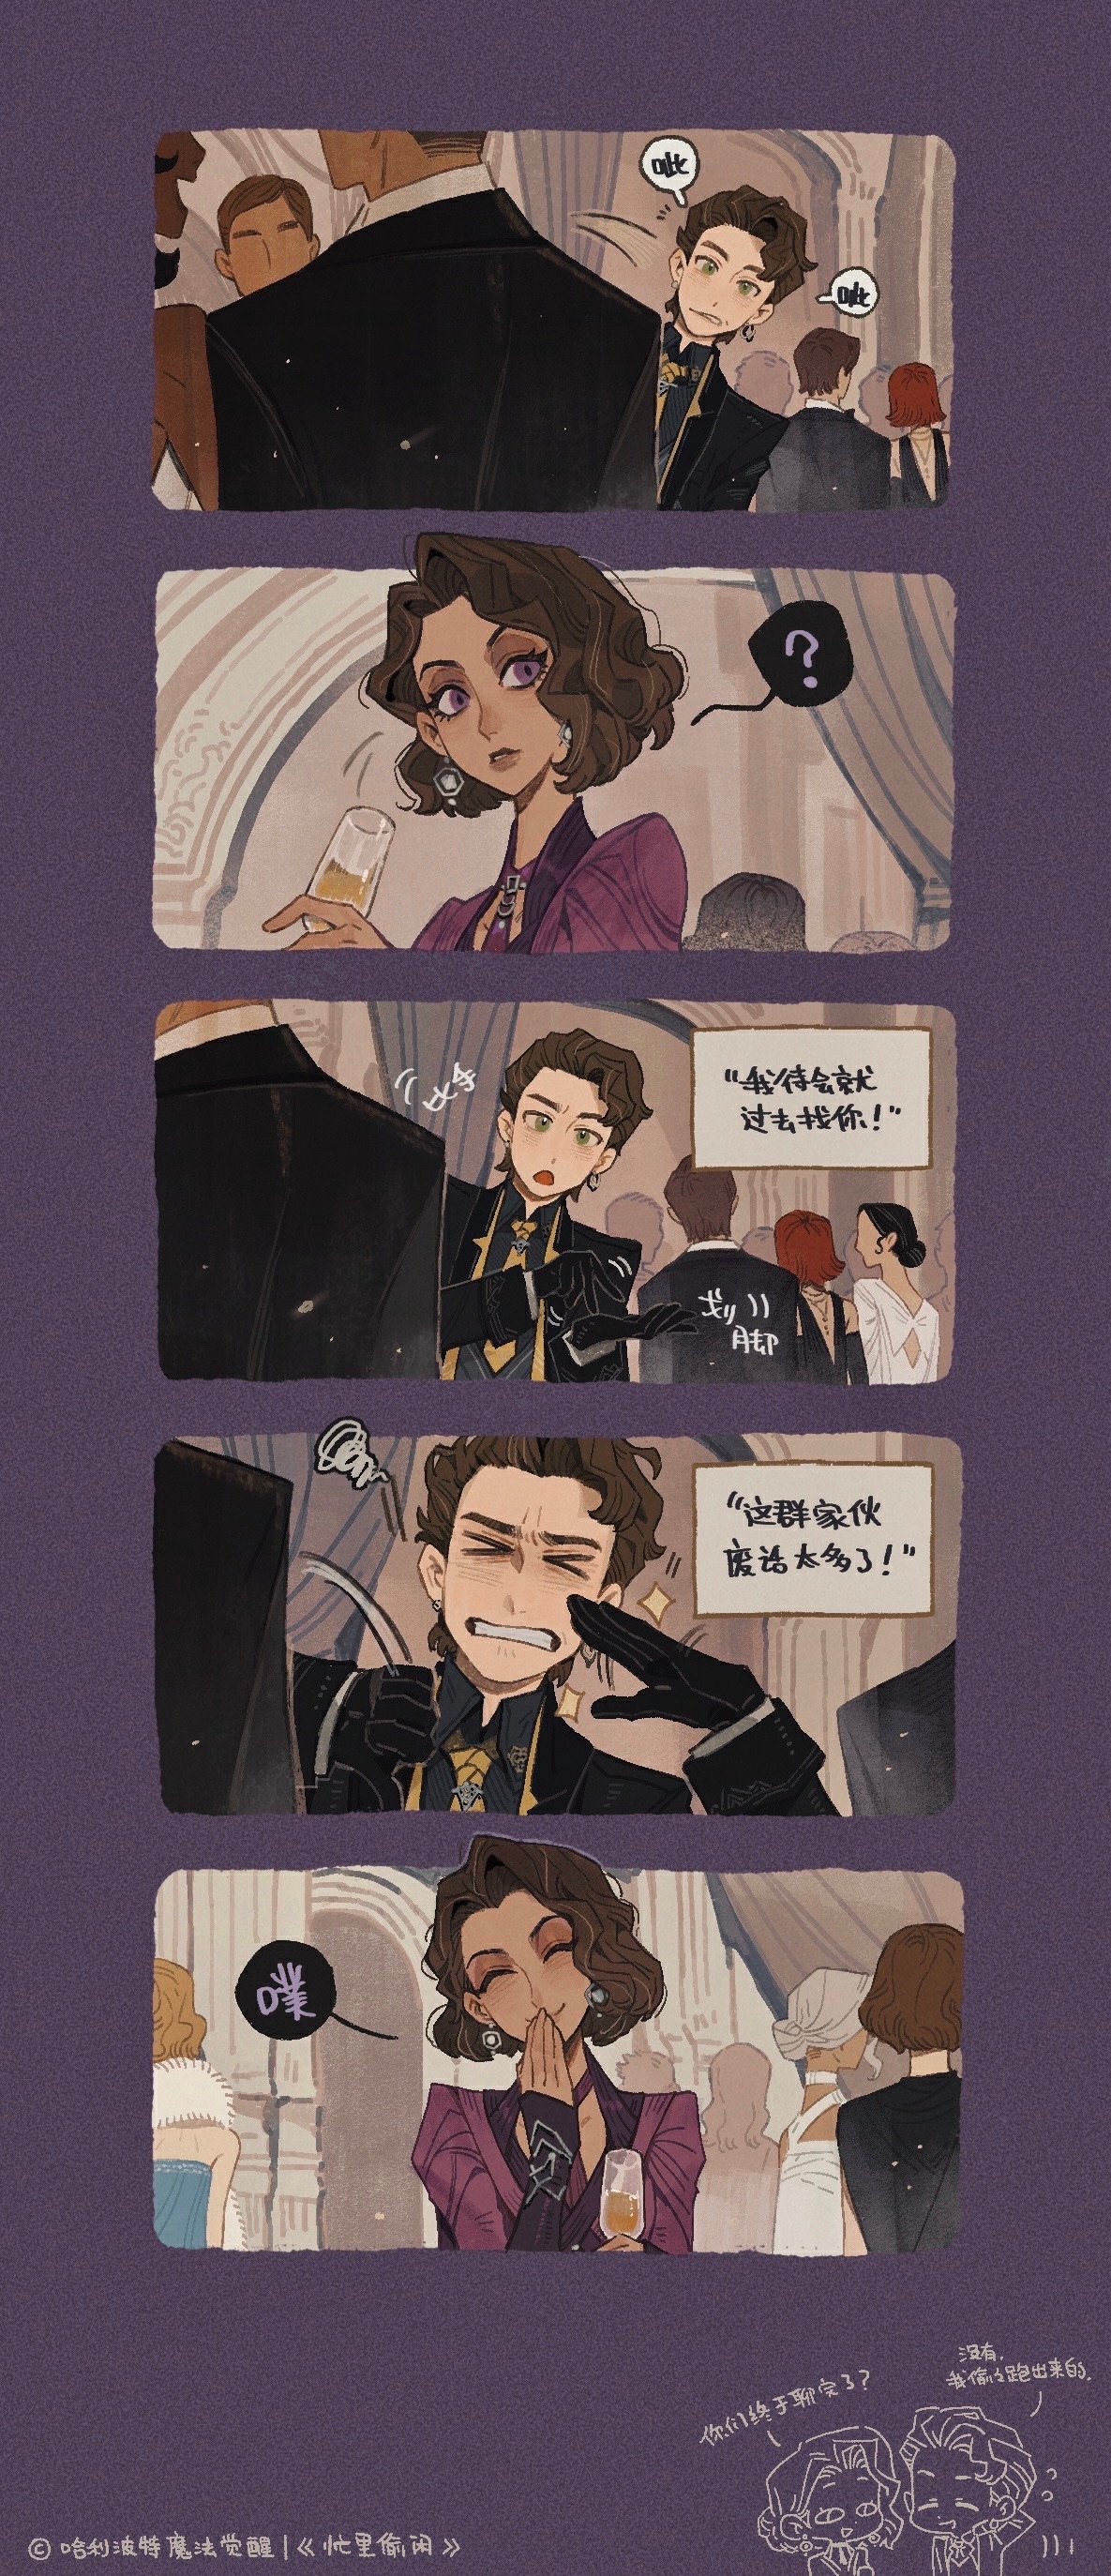 呲
呲
?
比手
"我待会就
过去找你!"
划
脚
"这群家伙
废话太多了!"
噗
没有,
我偷偷跑出来的.
你们终于聊完了?
© 哈利波特魔法觉醒 | 《忙里偷闲》